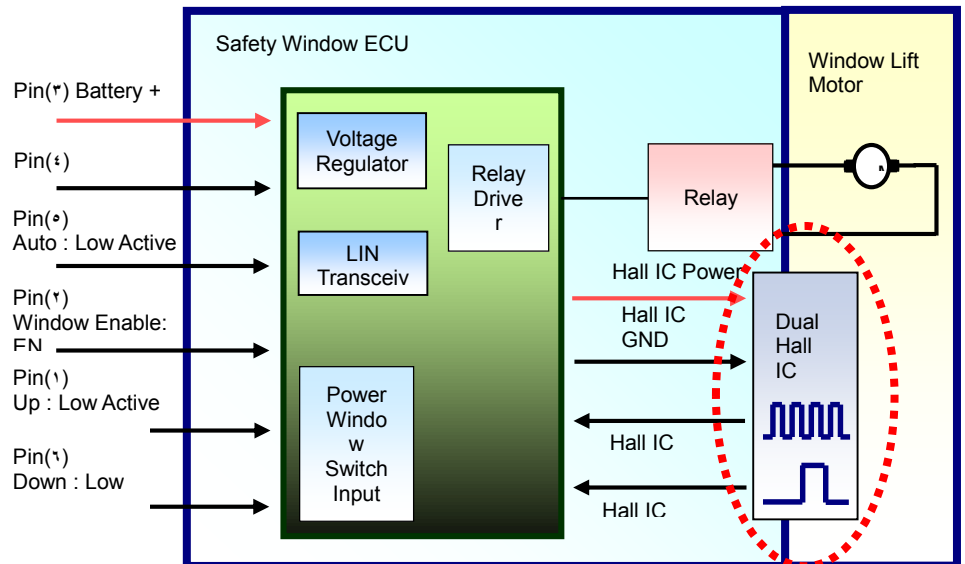 Safety Window ECU
Window Lift
Motor
Pin(٣) Battery +
Pin(٤)
Pin(٥)
Auto : Low Active
Pin(٢)
Window Enable:
EN
Pin(١)
Up : Low Active
Pin(٦)
Down : Low
Voltage
Regulator
LIN
Transceiv
Power
Windo
w
Switch
Input
Relay
Drive
r
Relay
Hall IC Power
Hall IC
GND
Hall IC
Hall IC
Dual
Hall
IC